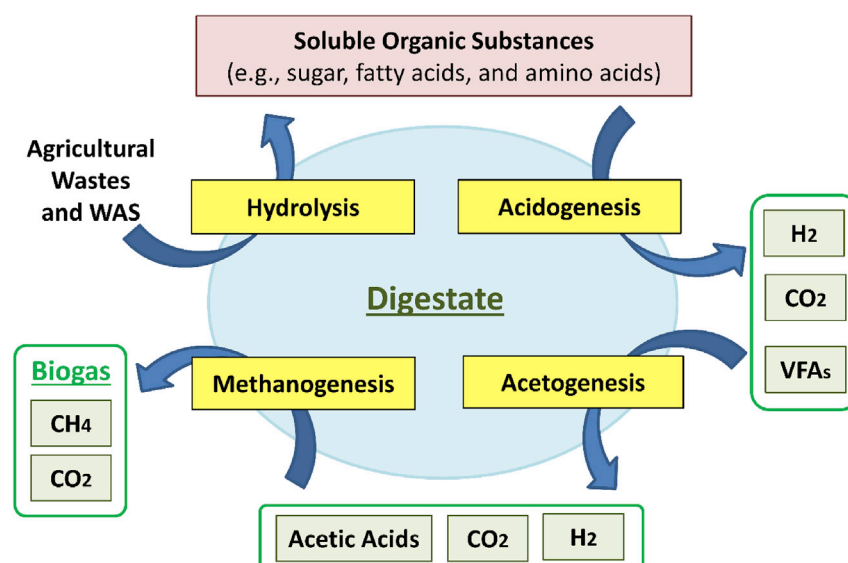 Soluble Organic Substances
(e.g., sugar, fatty acids, and amino acids)
Agricultural
Wastes
and WAS
Hydrolysis
Acidogenesis
H2
CO2
VFAs
Digestate
Biogas
CH4
CO2
Methanogenesis
Acetogenesis
Acetic Acids
CO2
H2